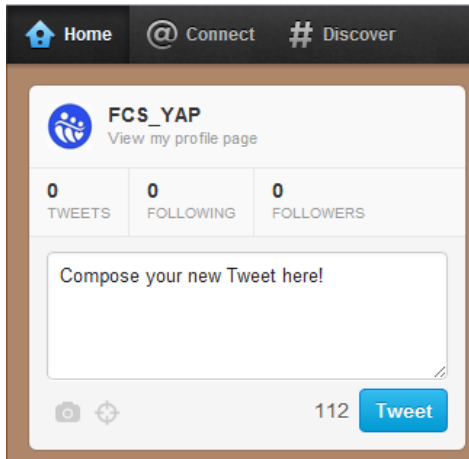 Home @ Connect # Discover
FCS_YAP
View my profile page
0 0 0
TWEETS FOLLOWING FOLLOWERS
Compose your new Tweet here!
112 Tweet